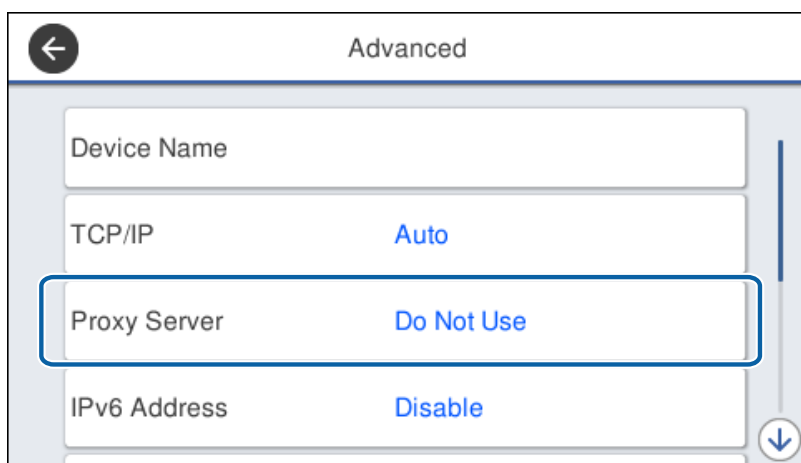 Advanced
Device Name
TCP/IP Auto
Proxy Server Do Not Use
IPv6 Address Disable